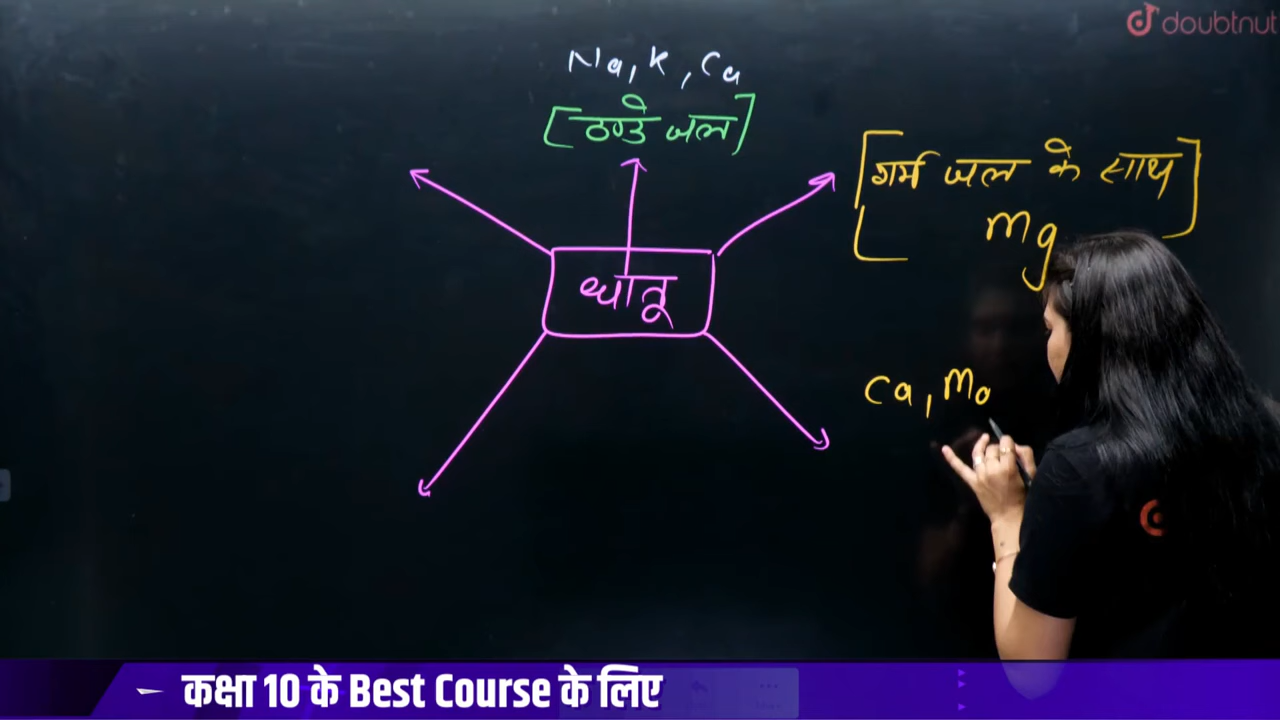 doubtnut
Na, K, Ca
[ठण्डे जल]
[गर्म जल के साथ]
Mg
धातू
Ca, Mg
कक्षा 10 के Best Course के लिए